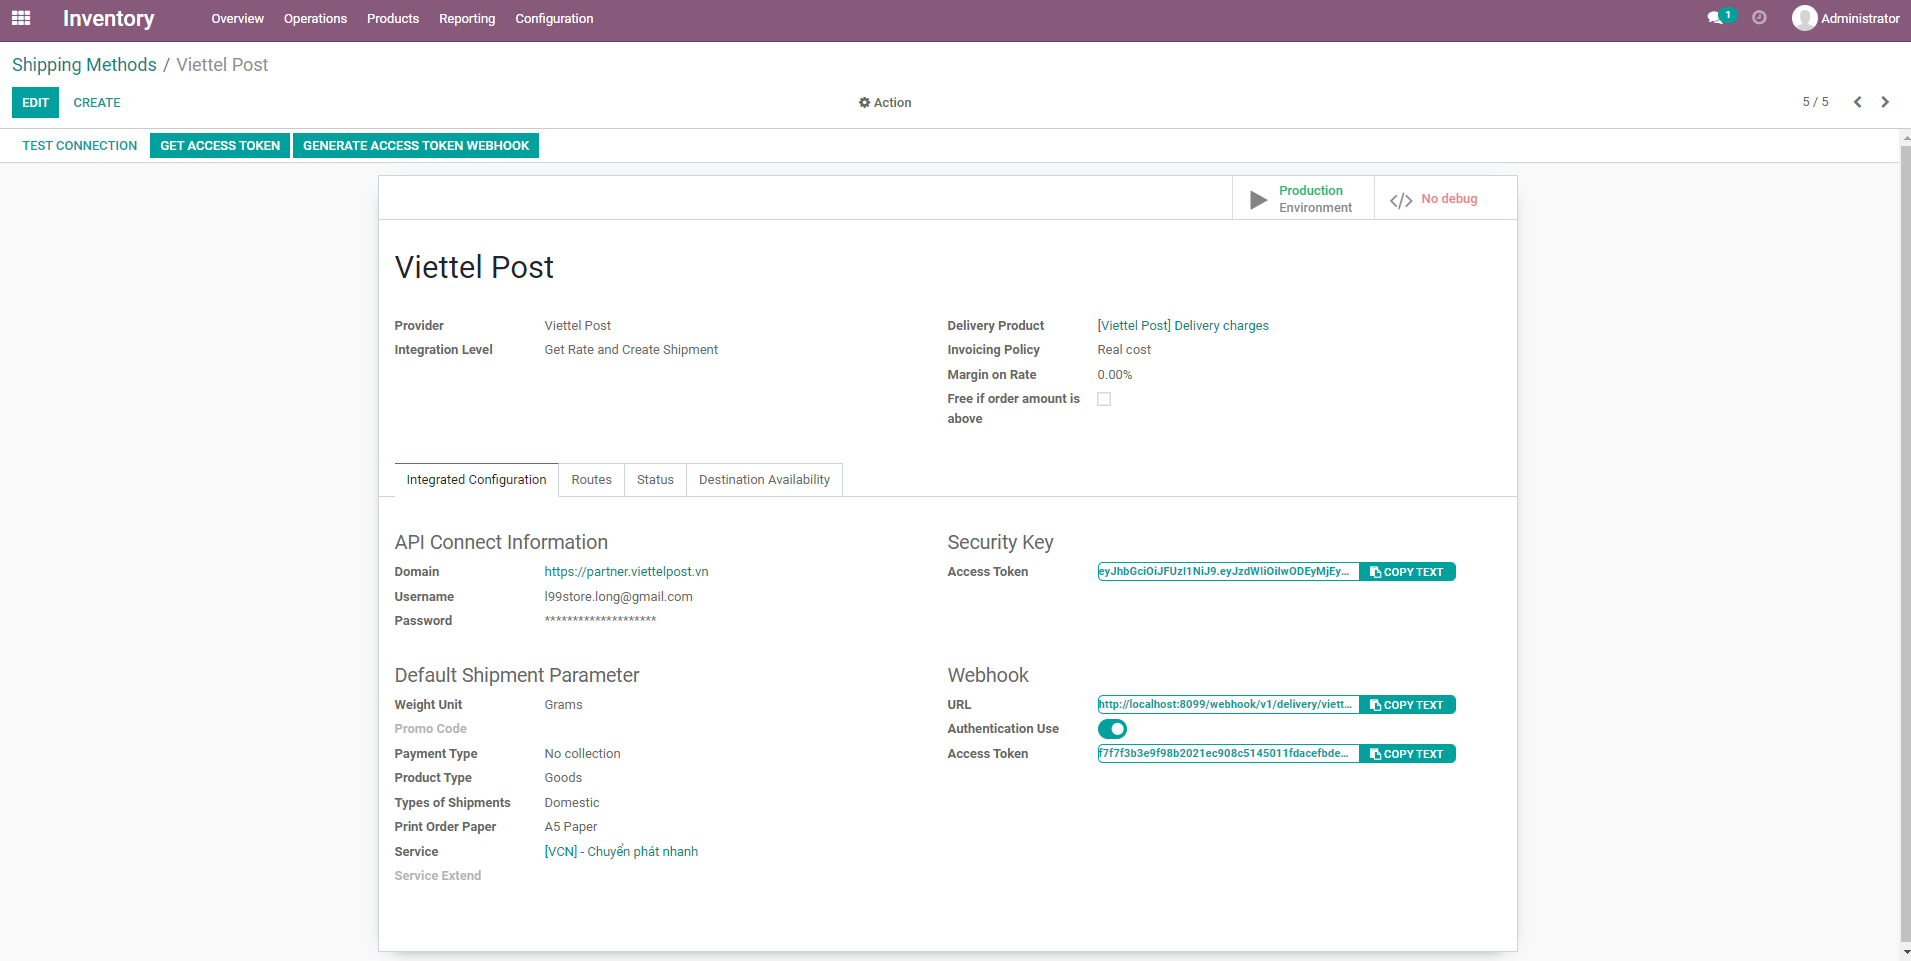 Inventory Overview Operations Products Reporting Configuration 1 Administrator
Shipping Methods / Viettel Post
EDIT CREATE Action 5 / 5
TEST CONNECTION GET ACCESS TOKEN GENERATE ACCESS TOKEN WEBHOOK
Production Environment
No debug
Viettel Post
Provider Viettel Post
Integration Level Get Rate and Create Shipment
Delivery Product [Viettel Post] Delivery charges
Invoicing Policy Real cost
Margin on Rate 0.00%
Free if order amount is
above
Integrated Configuration Routes Status Destination Availability
API Connect Information
Domain https://partner.viettelpost.vn
Username l99store.long@gmail.com
Password ********************
Security Key
Access Token eyJhbGciOiJFUzI1NiJ9.eyJzdWIiOiIwODEyMjEy... COPY TEXT
Default Shipment Parameter
Weight Unit Grams
Promo Code
Payment Type No collection
Product Type Goods
Types of Shipments Domestic
Print Order Paper A5 Paper
Service [VCN] - Chuyển phát nhanh
Service Extend
Webhook
URL http://localhost:8099/webhook/v1/delivery/viett... COPY TEXT
Authentication Use
Access Token f7f7f3b3e9f98b2021ec908c5145011fdacefbde... COPY TEXT